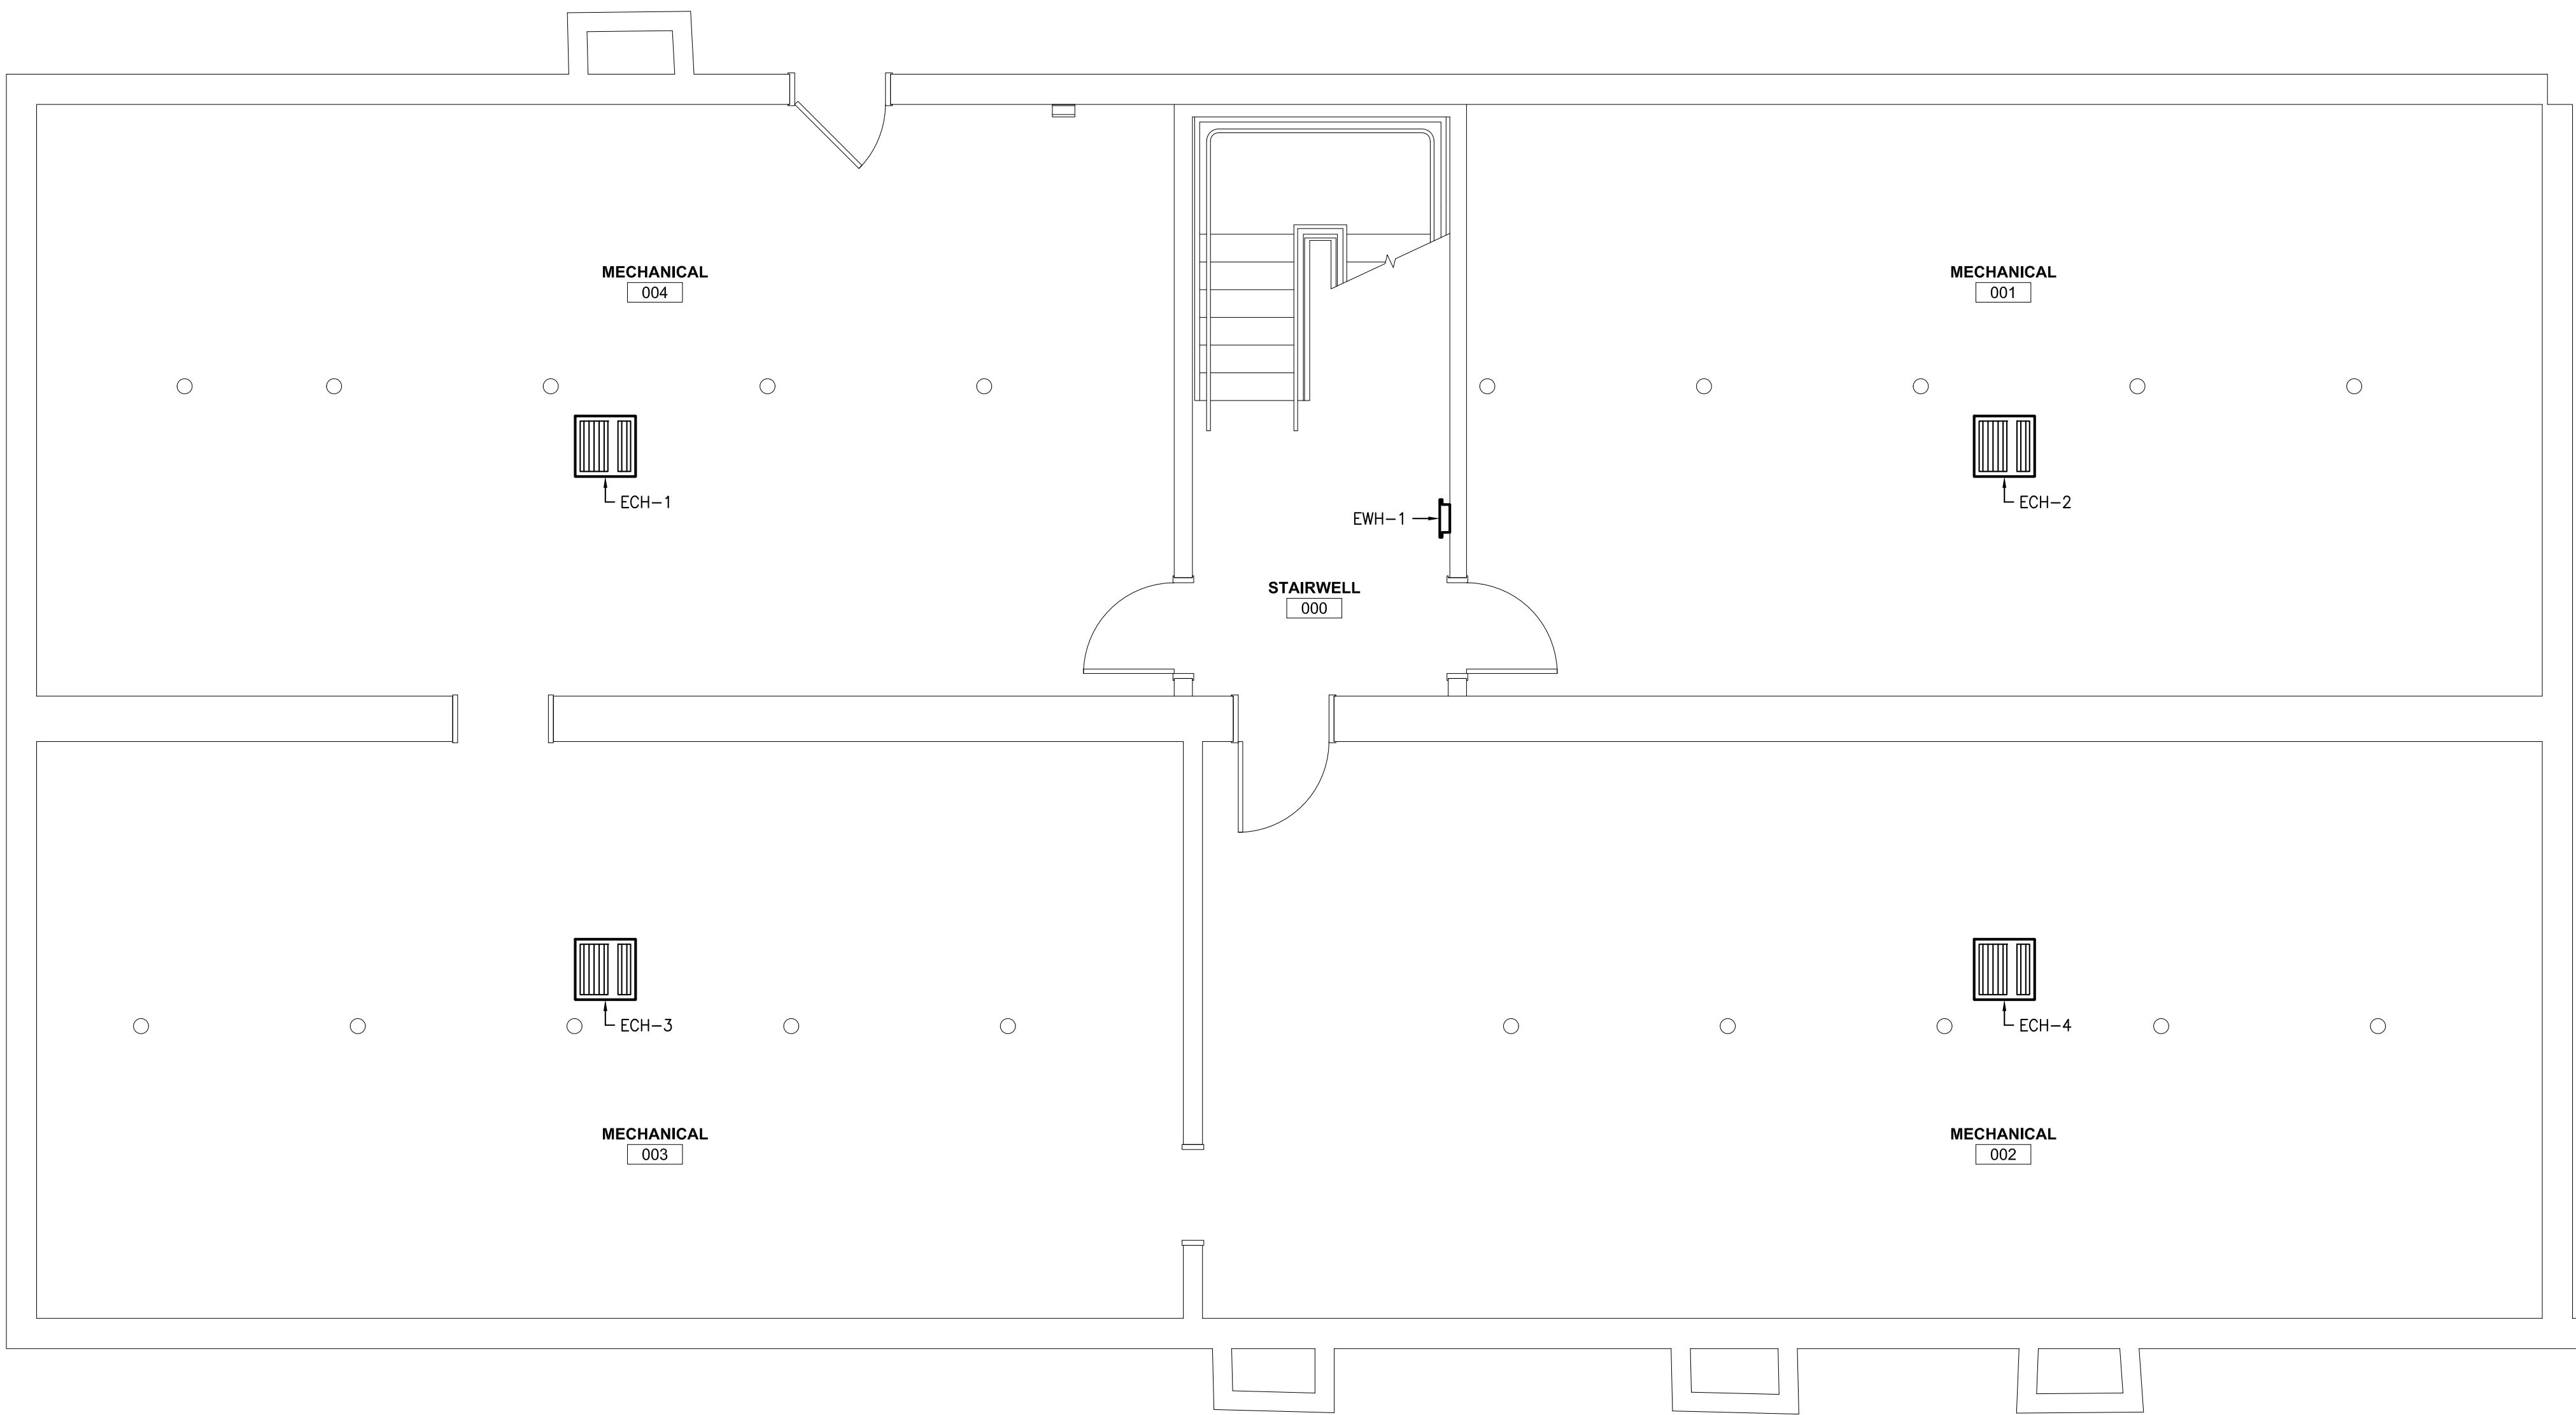 MECHANICAL
004
MECHANICAL
001
ECH-1
ECH-2
EWH-1
STAIRWELL
000
ECH-3
ECH-4
MECHANICAL
003
MECHANICAL
002